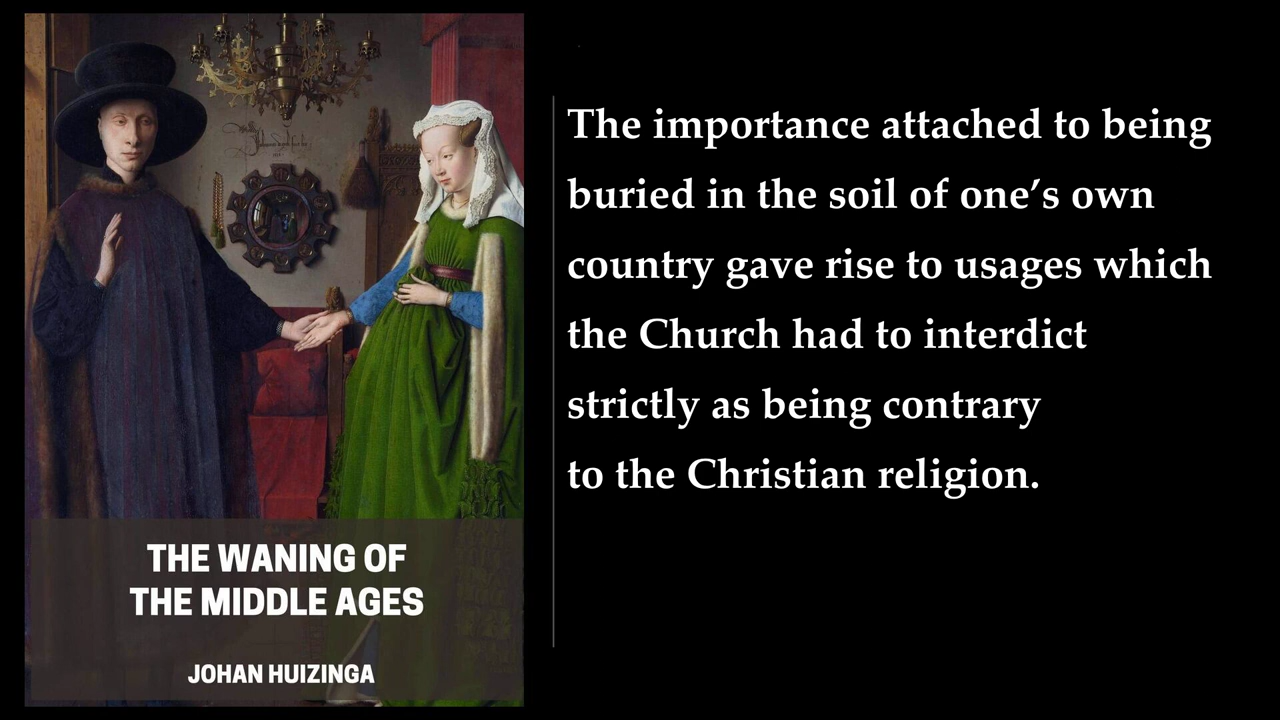 THE WANING OF
THE MIDDLE AGES
JOHAN HUIZINGA
The importance attached to being
buried in the soil of one’s own
country gave rise to usages which
the Church had to interdict
strictly as being contrary
to the Christian religion.